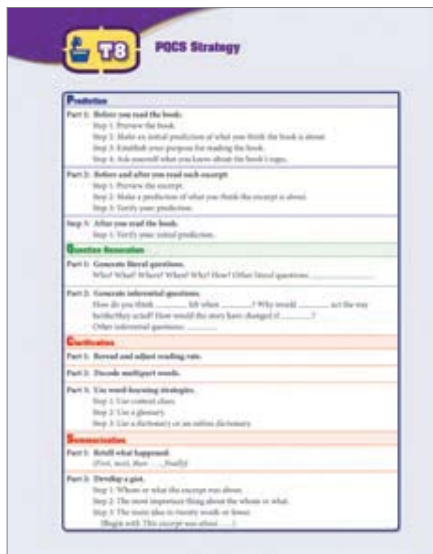 T8 PQCS Strategy
Prediction
Part 1: Before you read the book.
Step 1: Preview the book.
Step 2: Make an initial prediction of what you think the book is about.
Step 3: Establish your purpose for reading the book.
Step 4: Ask yourself what you know about the book's topic.
Part 2: Before and after you read each excerpt
Step 1: Preview the excerpt.
Step 2: Make a prediction of what you think the excerpt is about.
Step 3: Verify your prediction.
Step 3: After you read the book.
Step 1: Verify your initial prediction.
Question Generation
Part 1: Generate literal questions.
Who? What? Where? When? Why? How? Other literal questions:
Part 2: Generate inferential questions.
How do you think ______ felt when ______? Why would ______ act the way
he/she/they acted? How would the story have changed if ______?
Other inferential questions: ______
Clarification
Part 1: Reread and adjust reading rate.
Part 2: Decode multipart words.
Part 3: Use word-learning strategies.
Step 1: Use context clues.
Step 2: Use a glossary.
Step 3: Use a dictionary or an online dictionary.
Summarization
Part 1: Retell what happened.
(First, next, then . . . , finally)
Part 2: Develop a gist.
Step 1: Whom or what the excerpt was about.
Step 2: The most important thing about the whom or what.
Step 3: The main idea in twenty words or fewer.
(Begin with This excerpt was about . . .)